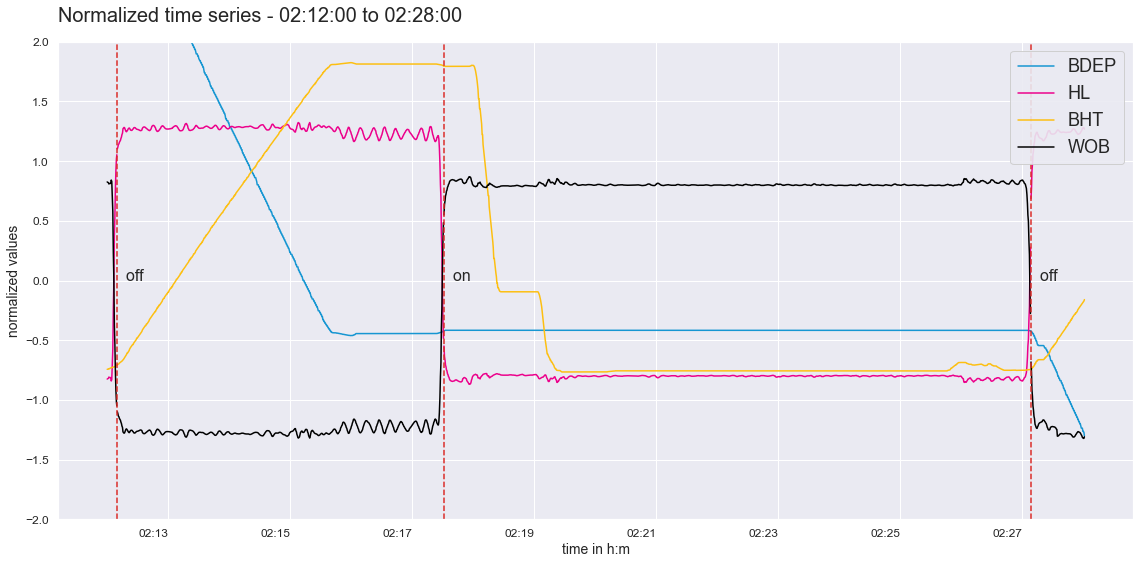 Normalized time series - 02:12:00 to 02:28:00
2.0
1.5
1.0
0.5
0.0
−0.5
−1.0
−1.5
−2.0
normalized values
off
on
off
BDEP
HL
BHT
WOB
02:13
02:15
02:17
02:19
02:21
02:23
02:25
02:27
time in h:m